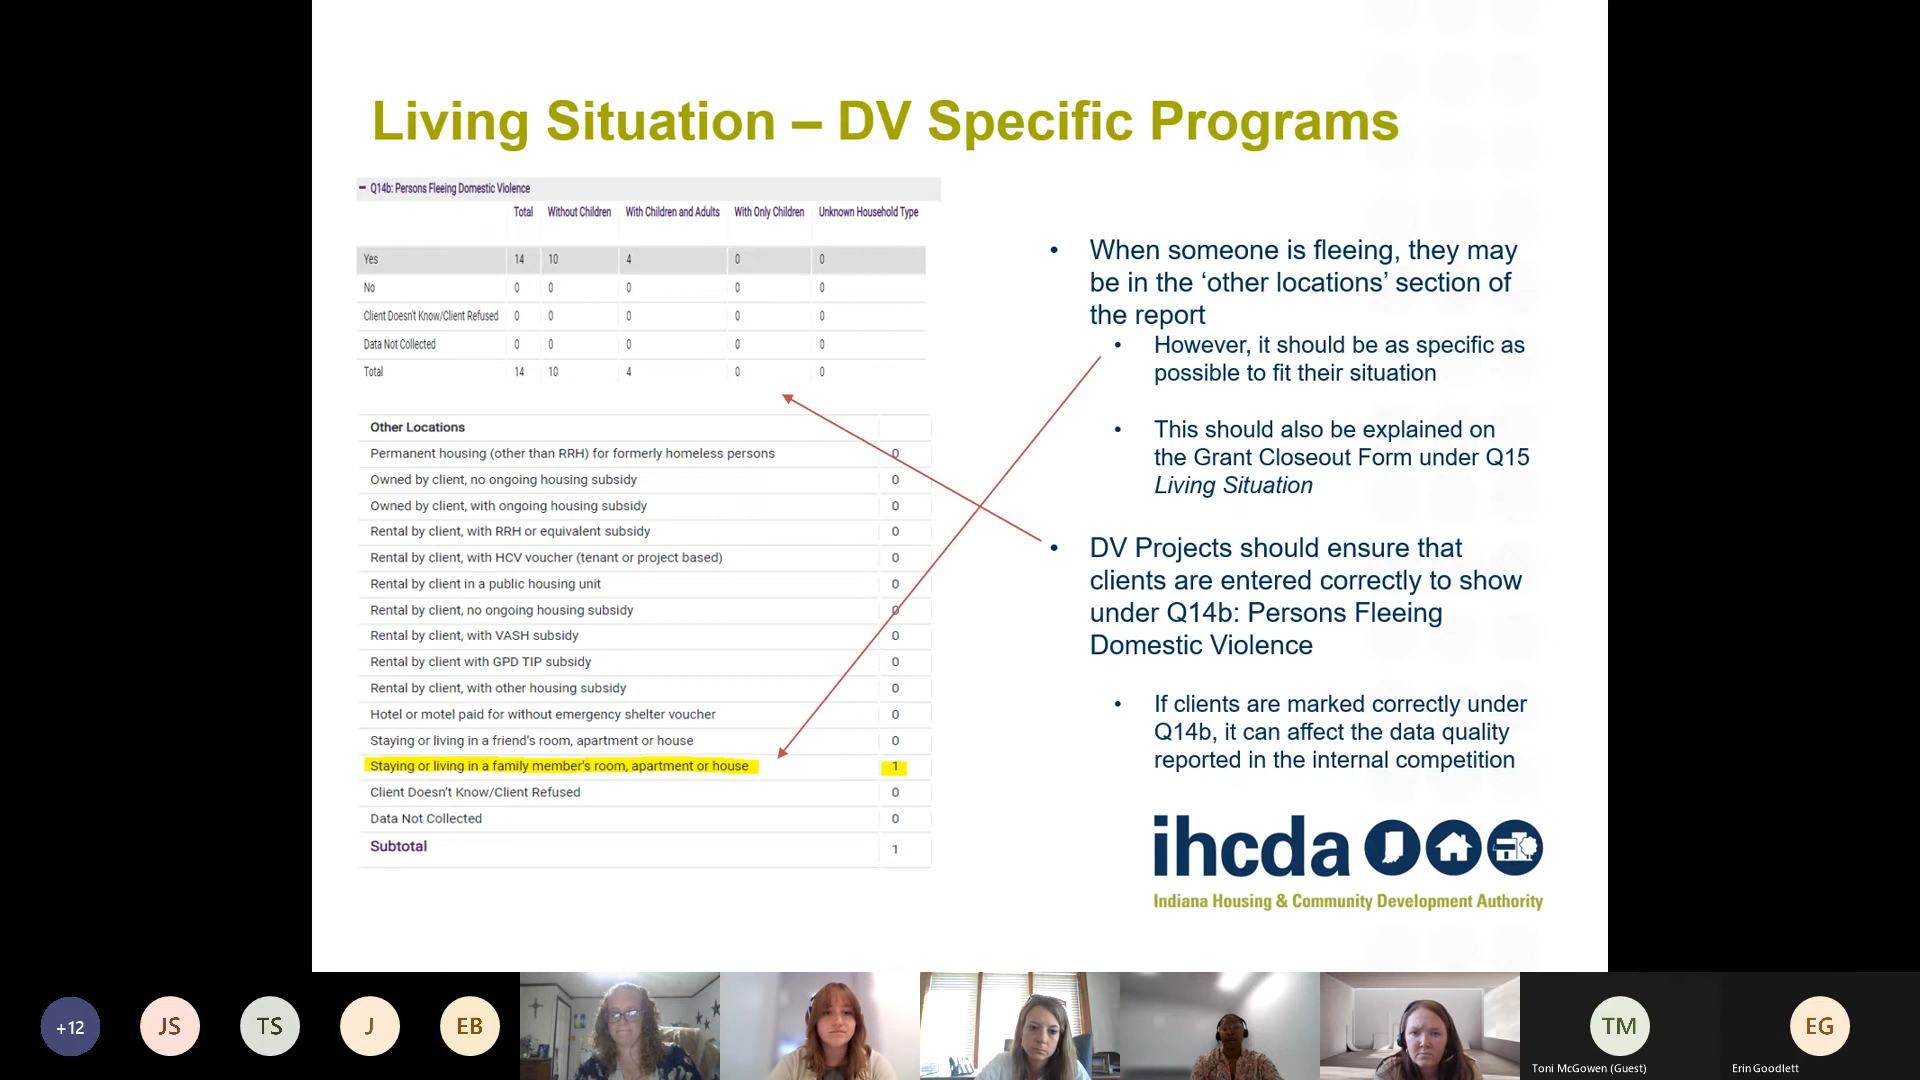 Living Situation – DV Specific Programs
– Q14b: Persons Fleeing Domestic Violence
Total Without Children With Children and Adults With Only Children Unknown Household Type
Yes 14 10 4 0 0
No 0 0 0 0 0
Client Doesn't Know/Client Refused 0 0 0 0 0
Data Not Collected 0 0 0 0 0
Total 14 10 4 0 0
Other Locations
Permanent housing (other than RRH) for formerly homeless persons 0
Owned by client, no ongoing housing subsidy 0
Owned by client, with ongoing housing subsidy 0
Rental by client, with RRH or equivalent subsidy 0
Rental by client, with HCV voucher (tenant or project based) 0
Rental by client in a public housing unit 0
Rental by client, no ongoing housing subsidy 0
Rental by client, with VASH subsidy 0
Rental by client with GPD TIP subsidy 0
Rental by client, with other housing subsidy 0
Hotel or motel paid for without emergency shelter voucher 0
Staying or living in a friend's room, apartment or house 0
Staying or living in a family member's room, apartment or house 1
Client Doesn't Know/Client Refused 0
Data Not Collected 0
Subtotal 1
• When someone is fleeing, they may
be in the ‘other locations’ section of
the report
• However, it should be as specific as
possible to fit their situation
• This should also be explained on
the Grant Closeout Form under Q15
Living Situation
• DV Projects should ensure that
clients are entered correctly to show
under Q14b: Persons Fleeing
Domestic Violence
• If clients are marked correctly under
Q14b, it can affect the data quality
reported in the internal competition
ihcda
Indiana Housing & Community Development Authority
+12 JS TS J EB TM EG
Toni McGowen (Guest) Erin Goodlett